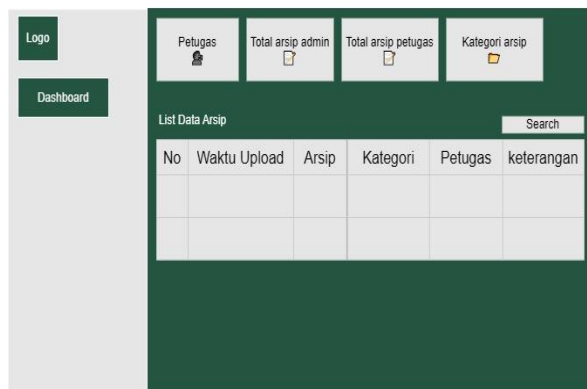 Logo
Dashboard
Petugas
Total arsip admin
Total arsip petugas
Kategori arsip
List Data Arsip
Search
No Waktu Upload Arsip Kategori Petugas keterangan